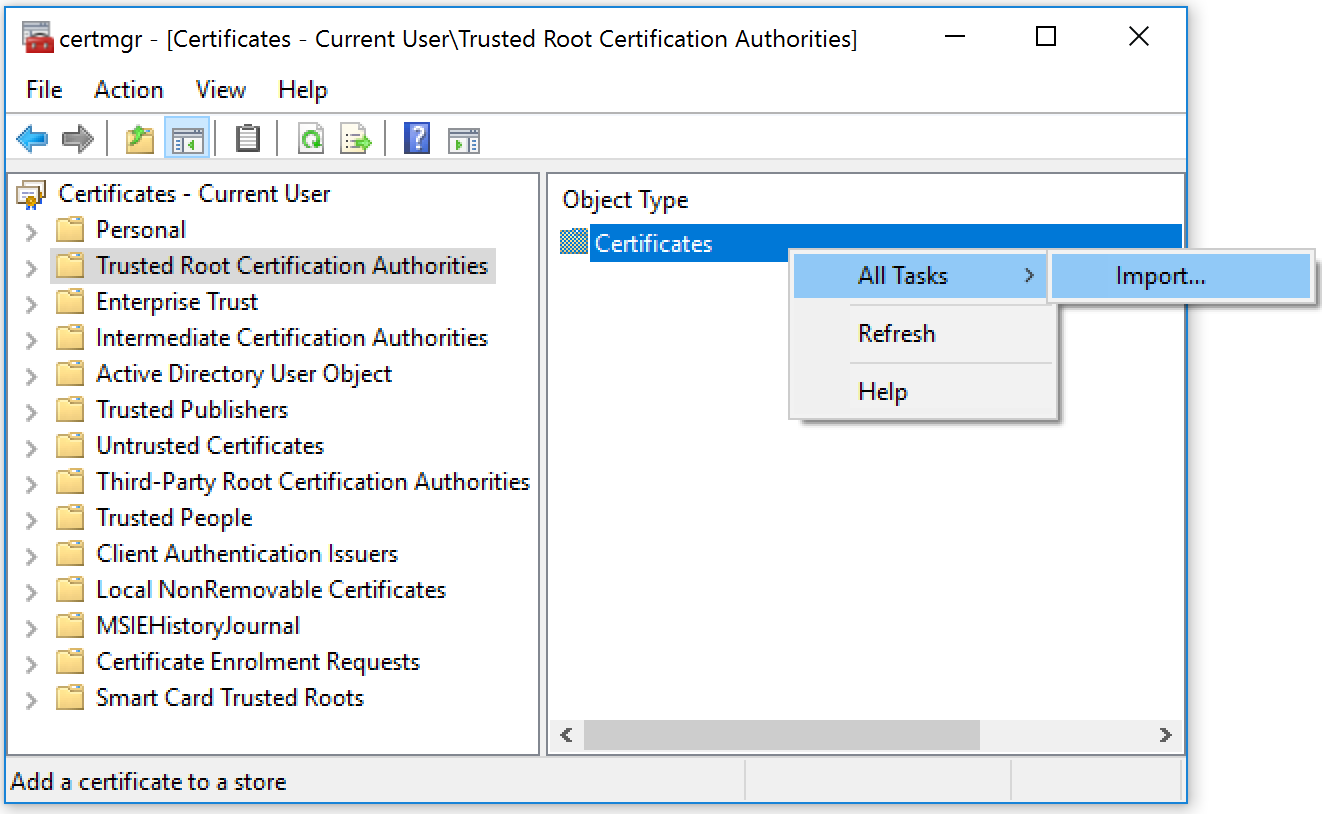 certmgr - [Certificates - Current User\Trusted Root Certification Authorities]
File Action View Help
Certificates - Current User
Personal
Trusted Root Certification Authorities
Enterprise Trust
Intermediate Certification Authorities
Active Directory User Object
Trusted Publishers
Untrusted Certificates
Third-Party Root Certification Authorities
Trusted People
Client Authentication Issuers
Local NonRemovable Certificates
MSIEHistoryJournal
Certificate Enrolment Requests
Smart Card Trusted Roots
Object Type
Certificates
All Tasks
Import...
Refresh
Help
Add a certificate to a store